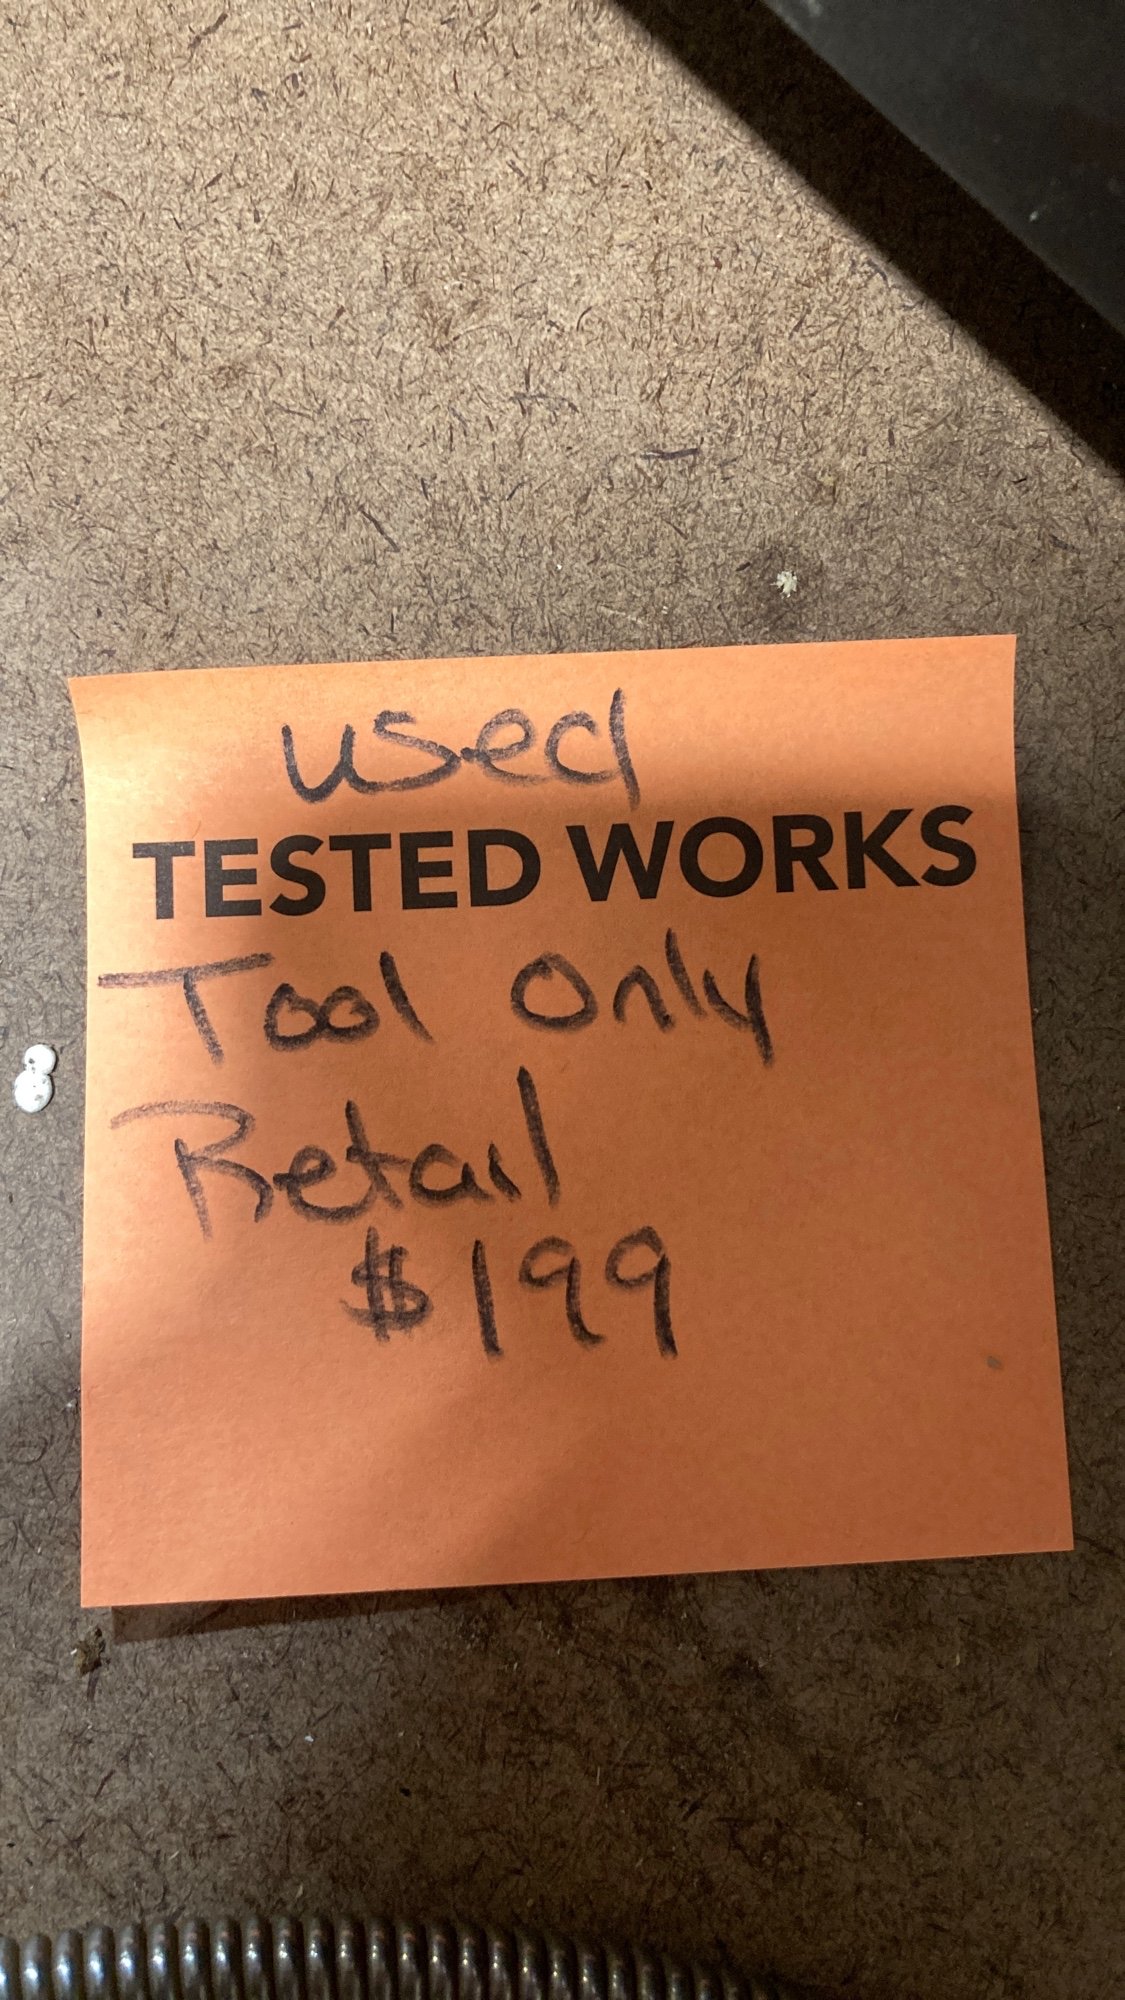 used
TESTED WORKS
Tool Only
Retail
$199